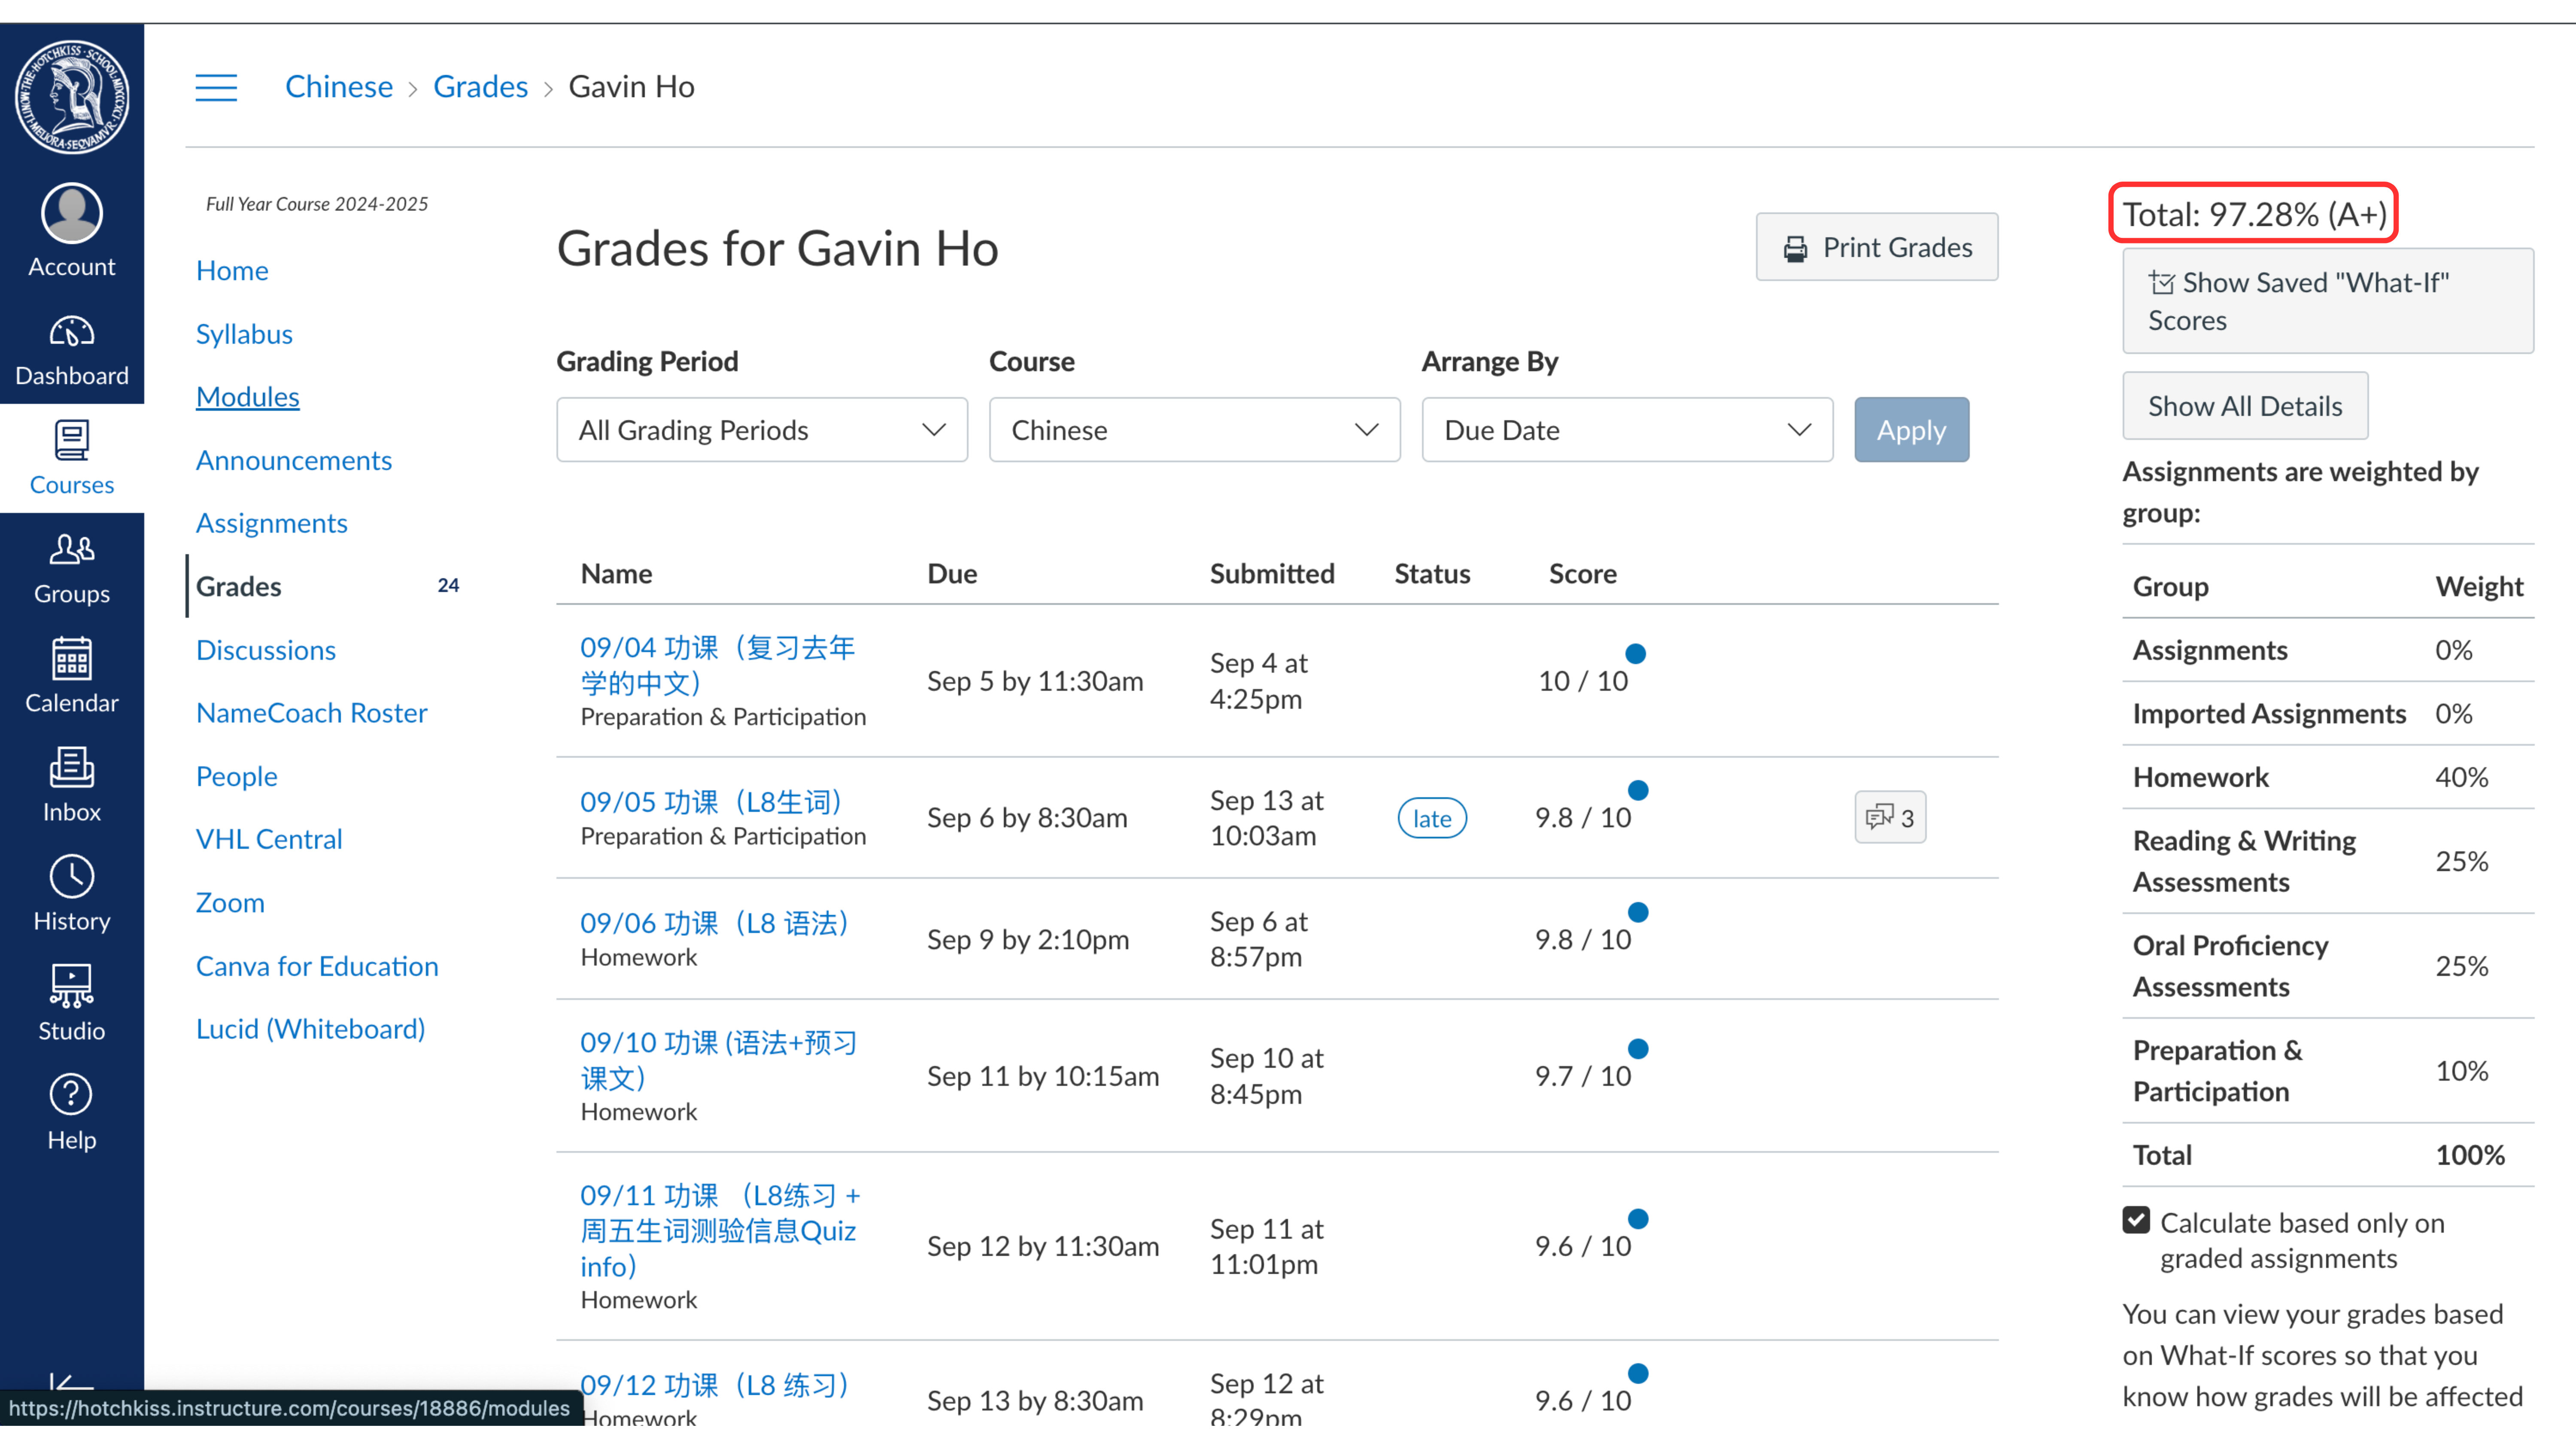 THE·HOTCHKISS·SCHOOL·MDCCCXCI
Account
Dashboard
Courses
Groups
Calendar
Inbox
History
Studio
Help
Chinese > Grades > Gavin Ho
Full Year Course 2024-2025
Home
Syllabus
Modules
Announcements
Assignments
Grades 24
Discussions
NameCoach Roster
People
VHL Central
Zoom
Canva for Education
Lucid (Whiteboard)
Grades for Gavin Ho
Print Grades
Grading Period Course Arrange By
All Grading Periods Chinese Due Date Apply
Name Due Submitted Status Score
09/04 功课（复习去年
学的中文）
Preparation & Participation
Sep 5 by 11:30am
Sep 4 at
4:25pm
10 / 10
09/05 功课（L8生词）
Preparation & Participation
Sep 6 by 8:30am
Sep 13 at
10:03am
late
9.8 / 10
3
09/06 功课（L8 语法）
Homework
Sep 9 by 2:10pm
Sep 6 at
8:57pm
9.8 / 10
09/10 功课 (语法+预习
课文）
Homework
Sep 11 by 10:15am
Sep 10 at
8:45pm
9.7 / 10
09/11 功课 （L8练习 +
周五生词测验信息Quiz
info）
Homework
Sep 12 by 11:30am
Sep 11 at
11:01pm
9.6 / 10
09/12 功课（L8 练习）
Homework
Sep 13 by 8:30am
Sep 12 at
8:29pm
9.6 / 10
Total: 97.28% (A+)
Show Saved "What-If"
Scores
Show All Details
Assignments are weighted by
group:
Group Weight
Assignments 0%
Imported Assignments 0%
Homework 40%
Reading & Writing
Assessments
25%
Oral Proficiency
Assessments
25%
Preparation &
Participation
10%
Total 100%
Calculate based only on
graded assignments
You can view your grades based
on What-If scores so that you
know how grades will be affected
https://hotchkiss.instructure.com/courses/18886/modules